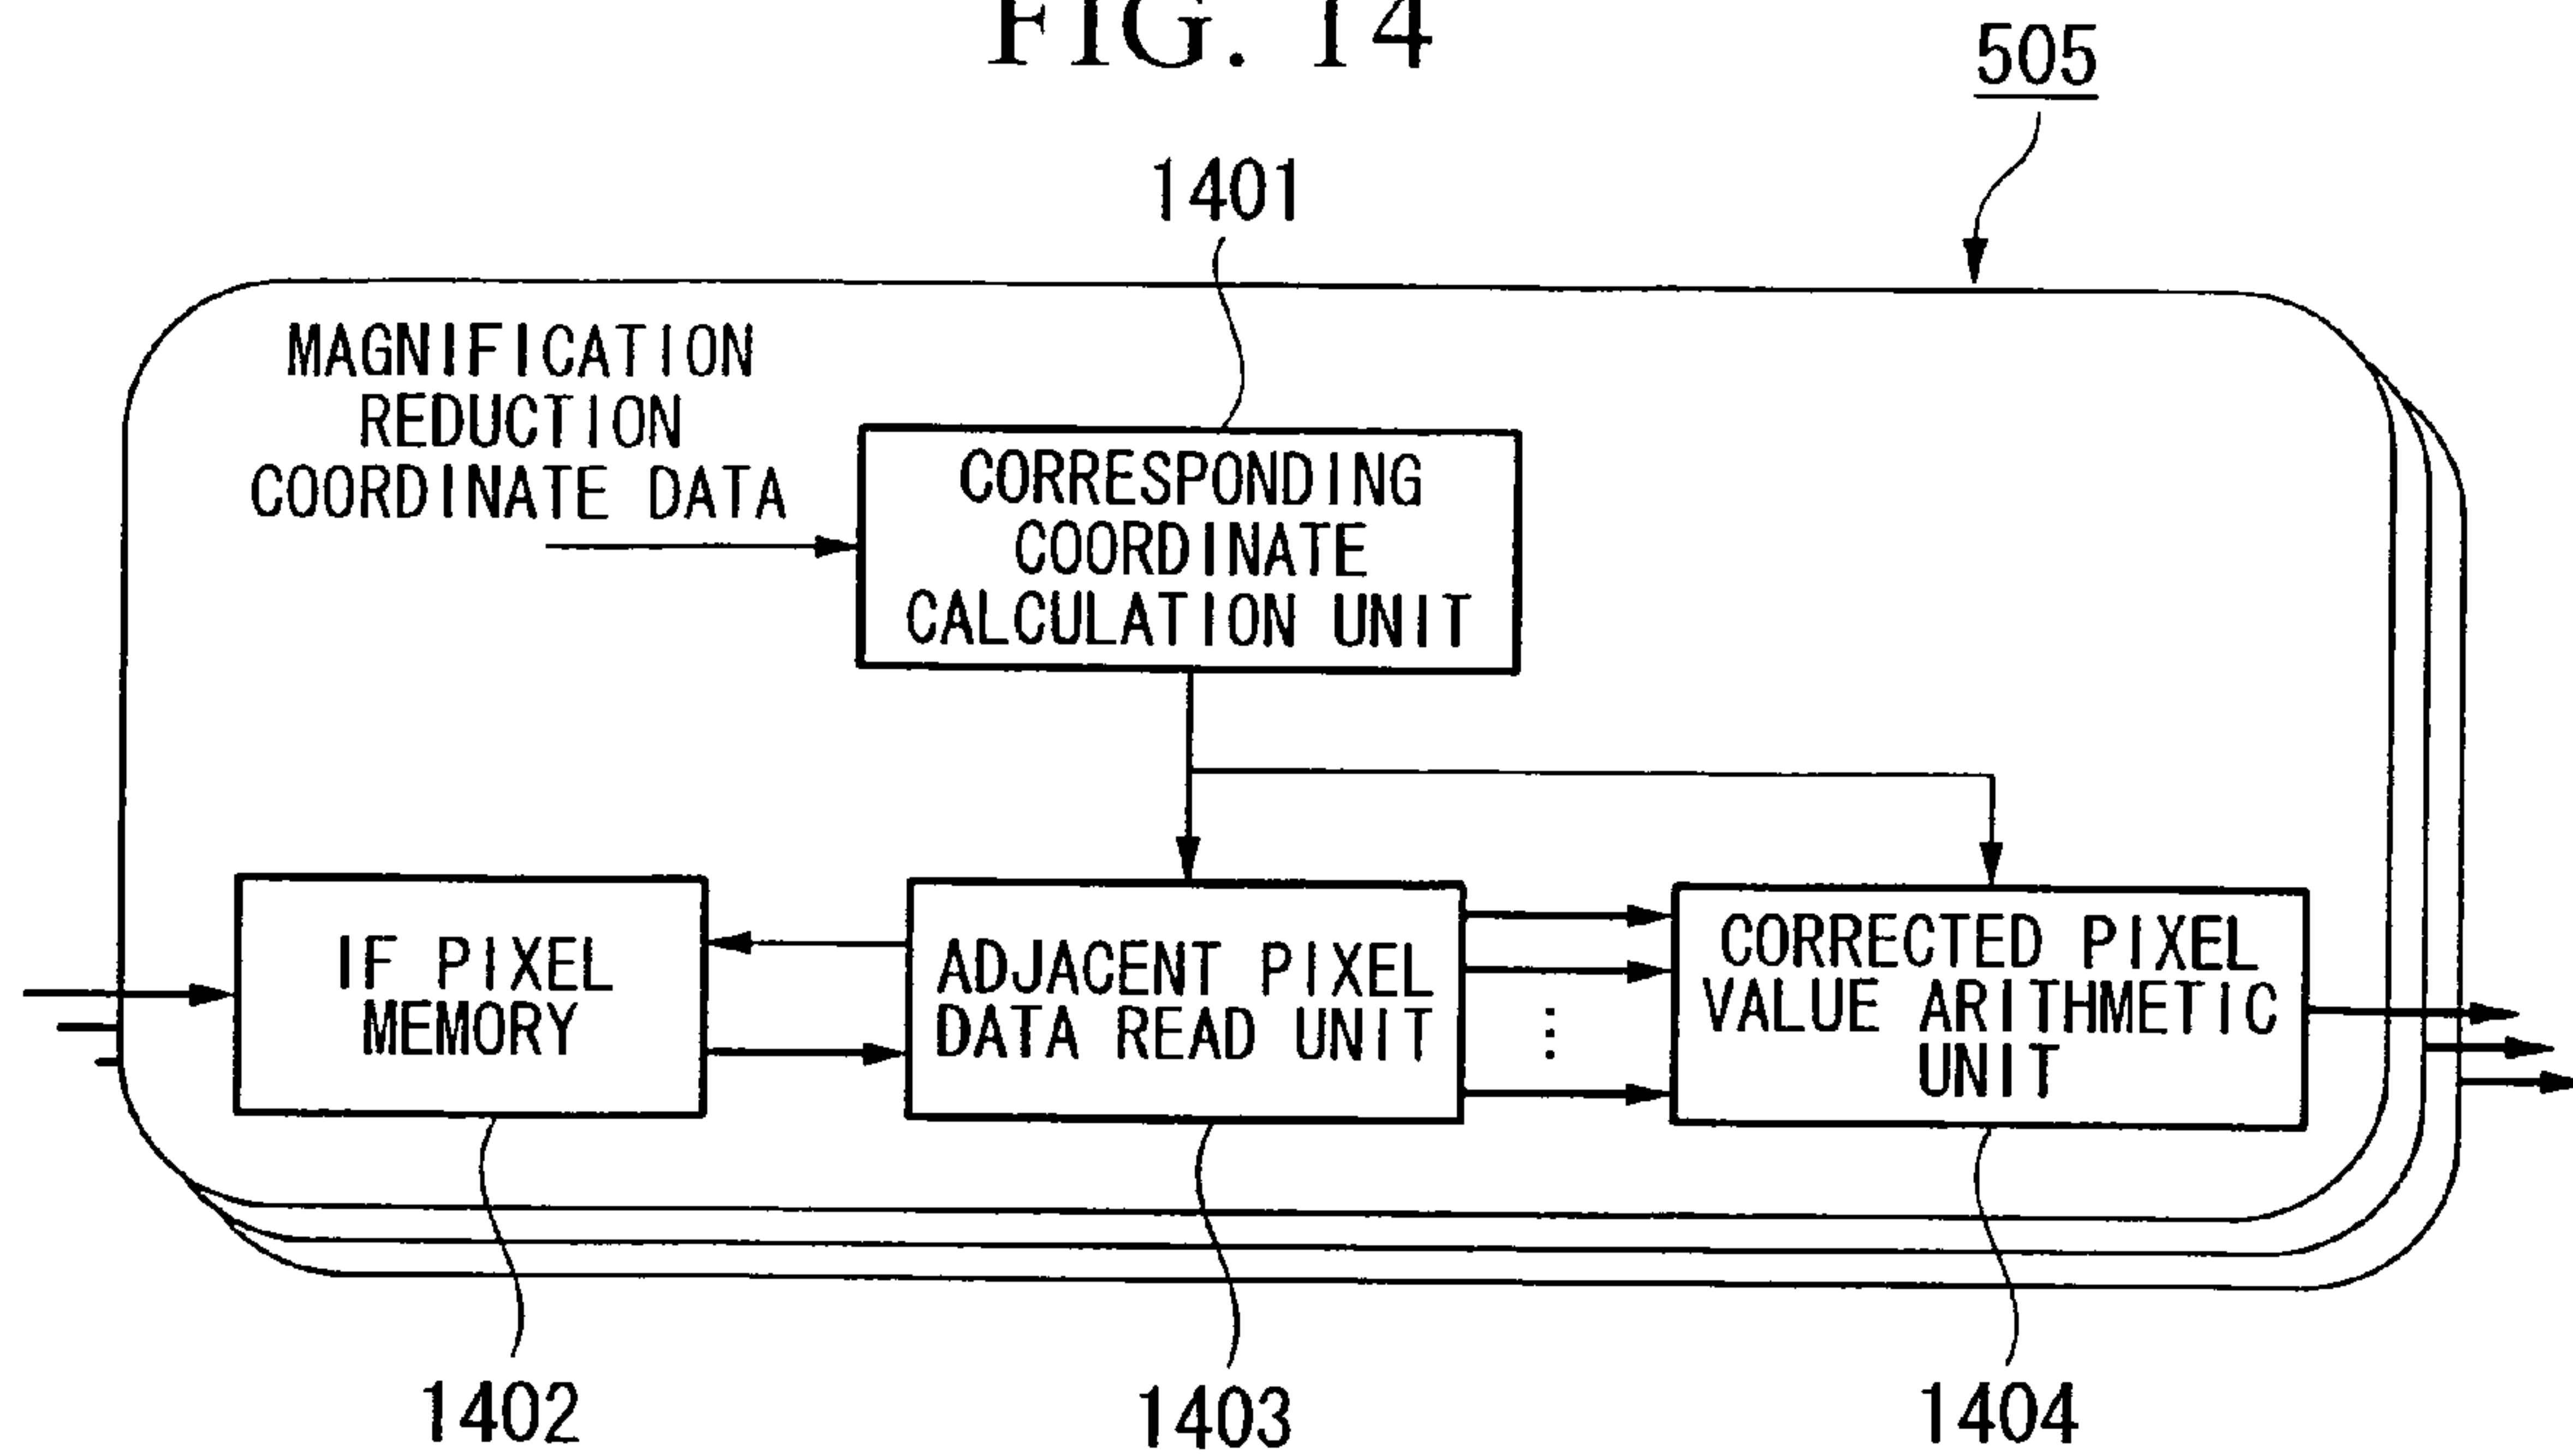 FIG. 14
505
1401
MAGNIFICATION
REDUCTION
COORDINATE DATA
CORRESPONDING
COORDINATE
CALCULATION UNIT
IF PIXEL
MEMORY
ADJACENT PIXEL
DATA READ UNIT
CORRECTED PIXEL
VALUE ARITHMETIC
UNIT
1402
1403
1404